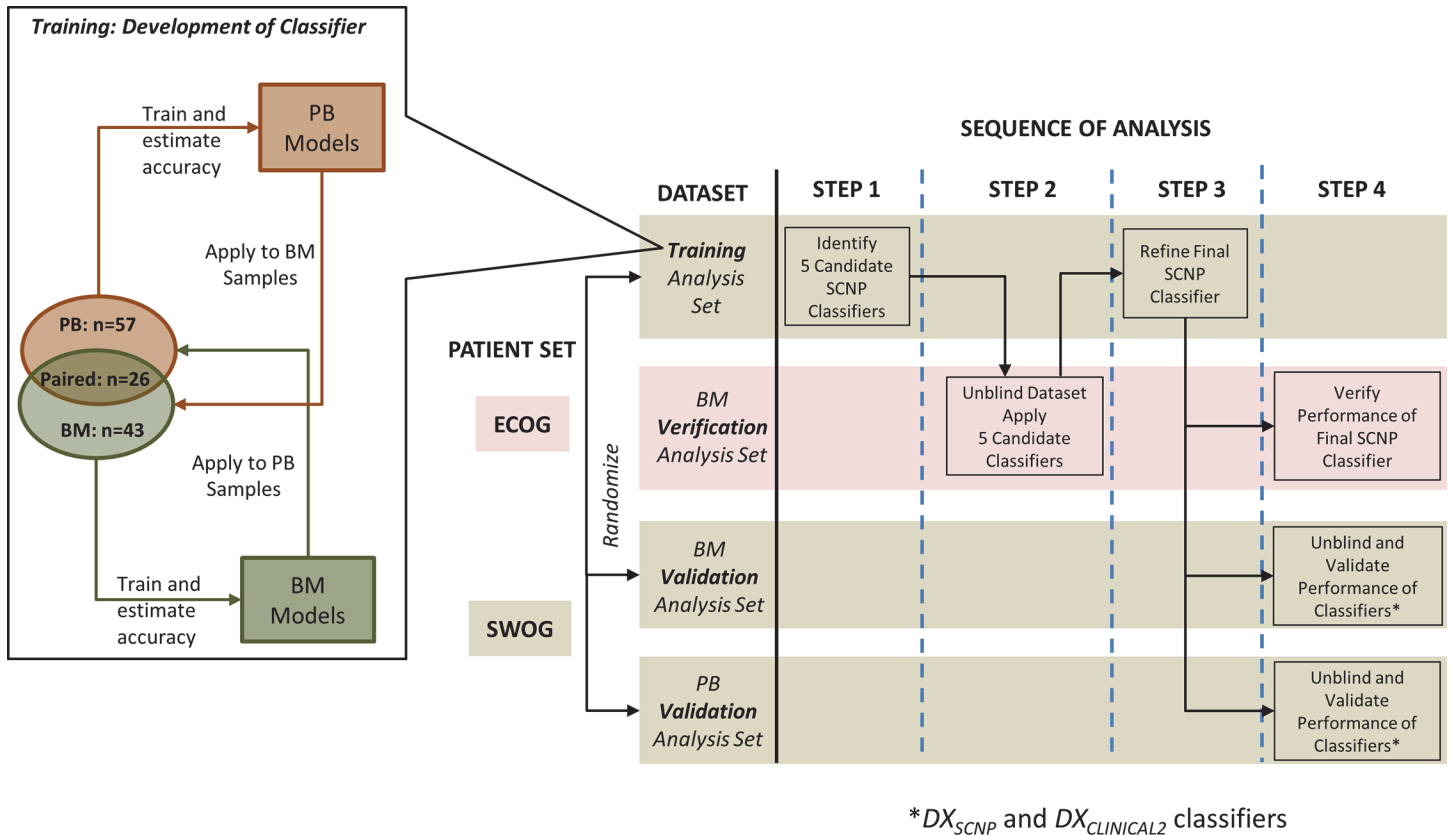 Training: Development of Classifier
Train and
estimate
accuracy
PB
Models
Apply to BM
Samples
PB: n=57
Paired: n=26
BM: n=43
Apply to PB
Samples
Train and
estimate
accuracy
BM
Models
SEQUENCE OF ANALYSIS
DATASET
STEP 1
STEP 2
STEP 3
STEP 4
PATIENT SET
ECOG
SWOG
Randomize
Training
Analysis
Set
Identify
5 Candidate
SCNP
Classifiers
Refine Final
SCNP
Classifier
BM
Verification
Analysis Set
Unblind Dataset
Apply
5 Candidate
Classifiers
Verify
Performance of
Final SCNP
Classifier
BM
Validation
Analysis Set
Unblind and
Validate
Performance of
Classifiers*
PB
Validation
Analysis Set
Unblind and
Validate
Performance of
Classifiers*
*DXSCNP and DXCLINICAL2 classifiers